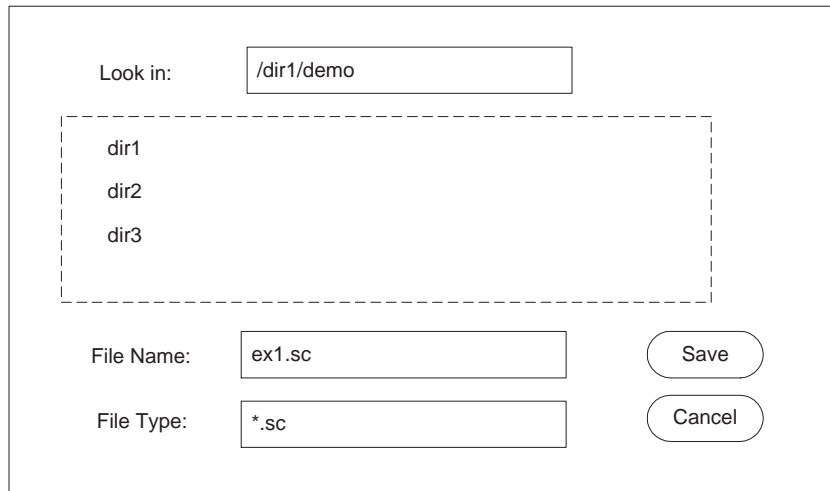 Look in: /dir1/demo
dir1
dir2
dir3
File Name: ex1.sc Save
File Type: *.sc Cancel